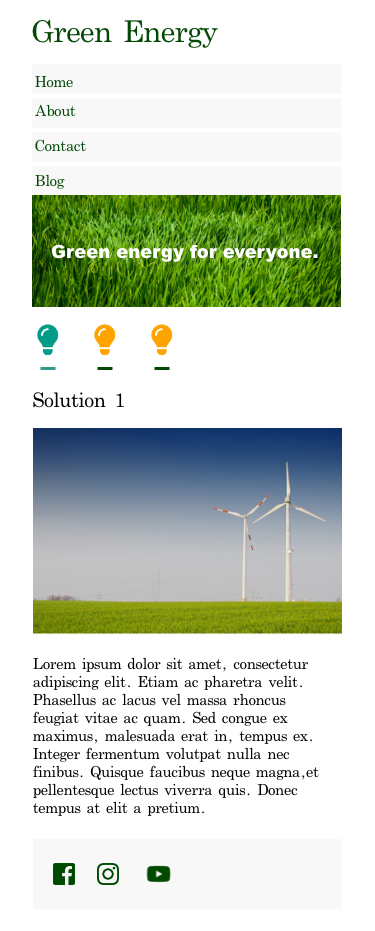 Green Energy
Home
About
Contact
Blog
Green energy for everyone.
Solution 1
Lorem ipsum dolor sit amet, consectetur
adipiscing elit. Etiam ac pharetra velit.
Phasellus ac lacus vel massa rhoncus
feugiat vitae ac quam. Sed congue ex
maximus, malesuada erat in, tempus ex.
Integer fermentum volutpat nulla nec
finibus. Quisque faucibus neque magna,et
pellentesque lectus viverra quis. Donec
tempus at elit a pretium.